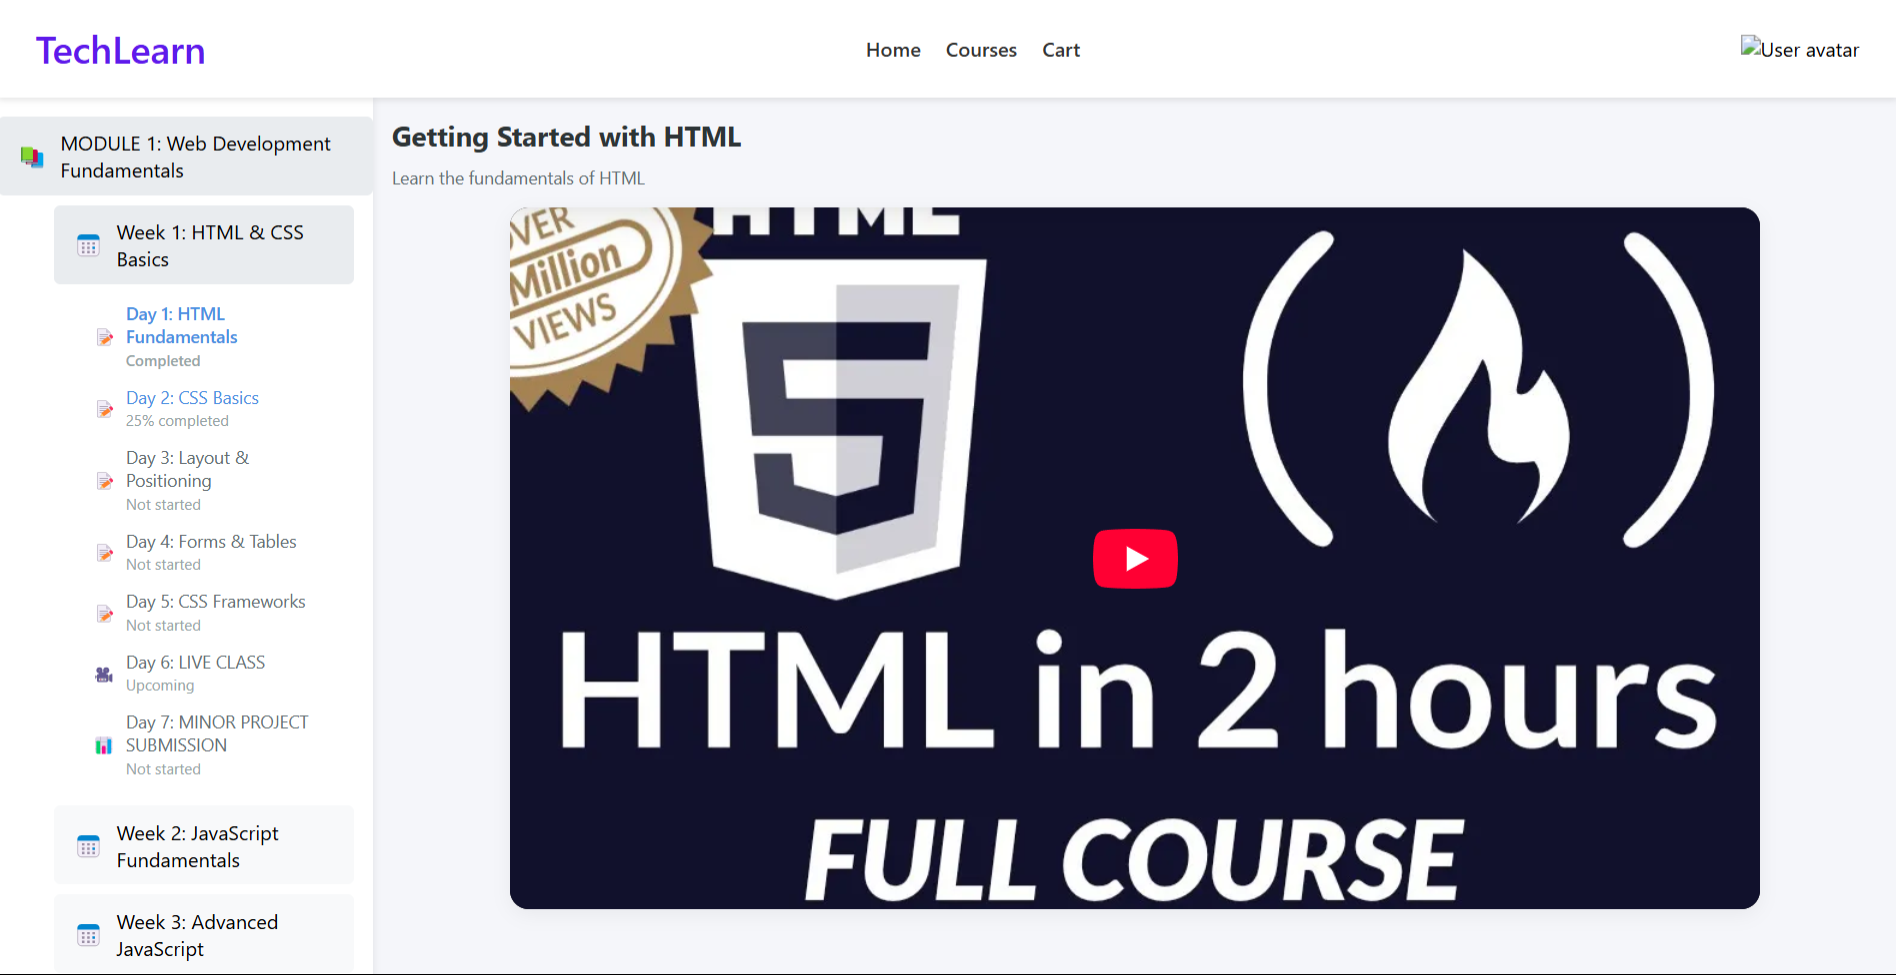 TechLearn
Home
Courses
Cart
User avatar
MODULE 1: Web Development
Fundamentals
Week 1: HTML & CSS
Basics
Day 1: HTML
Fundamentals
Completed
Day 2: CSS Basics
25% completed
Day 3: Layout &
Positioning
Not started
Day 4: Forms & Tables
Not started
Day 5: CSS Frameworks
Not started
Day 6: LIVE CLASS
Upcoming
Day 7: MINOR PROJECT
SUBMISSION
Not started
Week 2: JavaScript
Fundamentals
Week 3: Advanced
JavaScript
Getting Started with HTML
Learn the fundamentals of HTML
OVER
Million
VIEWS
HTML
5
HTML in 2 hours
FULL COURSE